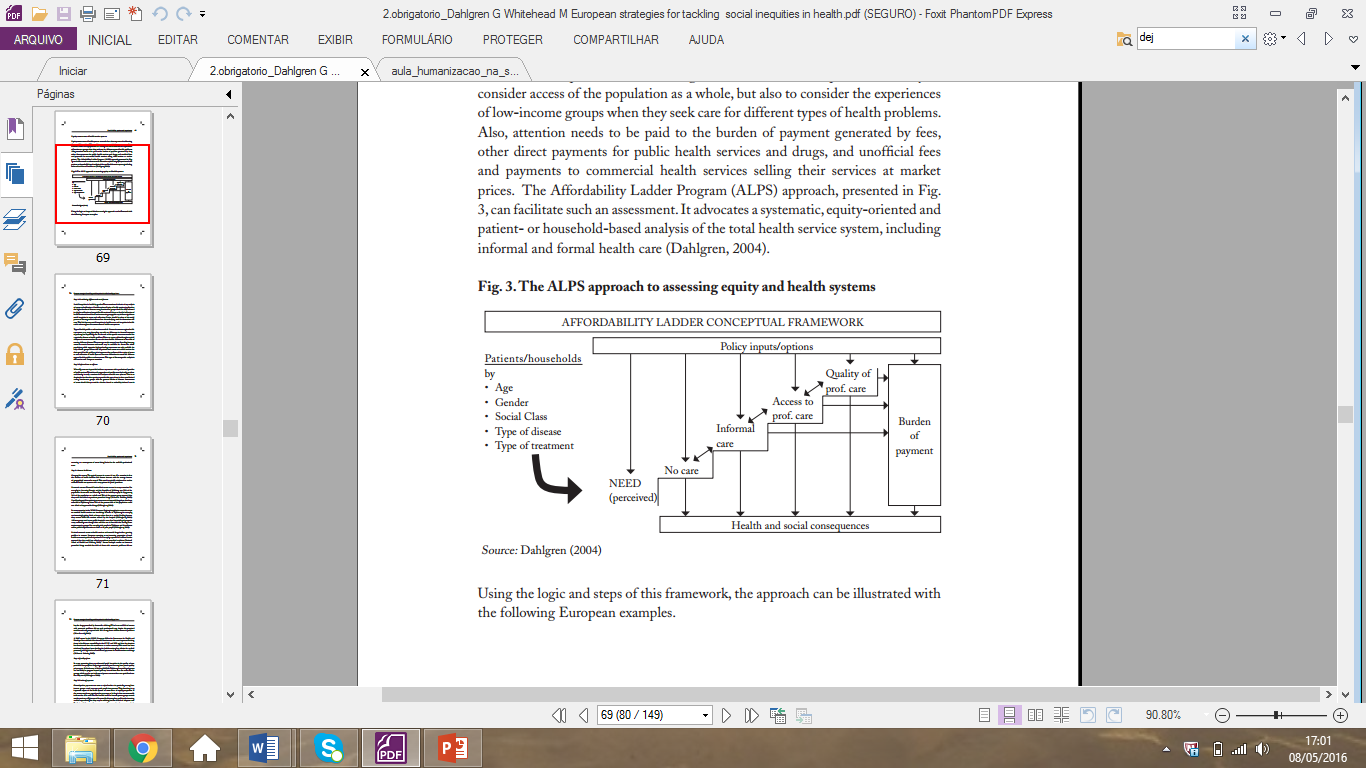 2.obrigatorio_Dahlgren G Whitehead M European strategies for tackling  social inequities in health.pdf (SEGURO) - Foxit PhantomPDF Express
ARQUIVO INICIAL EDITAR COMENTAR EXIBIR FORMULÁRIO PROTEGER COMPARTILHAR AJUDA
dej
Iniciar
2.obrigatorio_Dahlgren G ...
aula_humanizacao_na_s...
Páginas
69
70
71
consider access of the population as a whole, but also to consider the experiences
of low-income groups when they seek care for different types of health problems.
Also, attention needs to be paid to the burden of payment generated by fees,
other direct payments for public health services and drugs, and unofficial fees
and payments to commercial health services selling their services at market
prices.  The Affordability Ladder Program (ALPS) approach, presented in Fig.
3, can facilitate such an assessment. It advocates a systematic, equity-oriented and
patient- or household-based analysis of the total health service system, including
informal and formal health care (Dahlgren, 2004).
Fig. 3. The ALPS approach to assessing equity and health systems
AFFORDABILITY LADDER CONCEPTUAL FRAMEWORK
Policy inputs/options
Patients/households
by
• Age
• Gender
• Social Class
• Type of disease
• Type of treatment
NEED
(perceived)
No care
Informal
care
Access to
prof. care
Quality of
prof. care
Burden
of
payment
Health and social consequences
Source: Dahlgren (2004)
Using the logic and steps of this framework, the approach can be illustrated with
the following European examples.
69 (80 / 149)
90.80%
17:01
08/05/2016